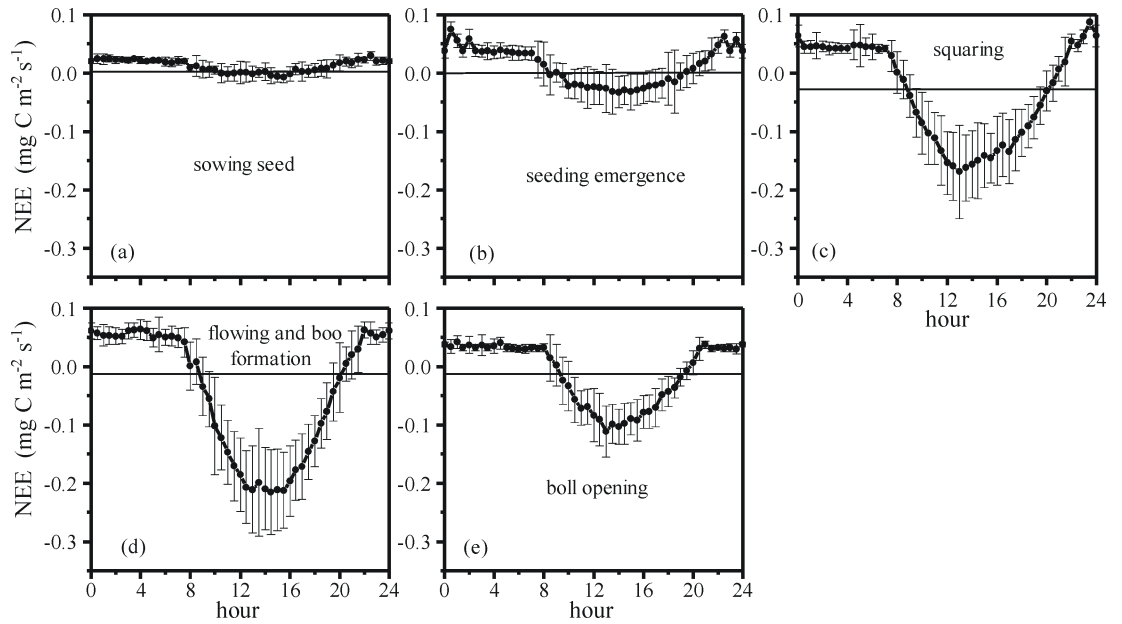 0.1
0.0
-0.1
-0.2
-0.3
NEE (mg C m-2 s-1)
sowing seed
(a)
0.1
0.0
-0.1
-0.2
-0.3
seeding emergence
(b)
0.1
0.0
-0.1
-0.2
-0.3
squaring
(c)
0 4 8 12 16 20 24
hour
0.1
0.0
-0.1
-0.2
-0.3
NEE (mg C m-2 s-1)
flowing and boo
formation
(d)
0 4 8 12 16 20 24
hour
0.1
0.0
-0.1
-0.2
-0.3
boll opening
(e)
0 4 8 12 16 20 24
hour